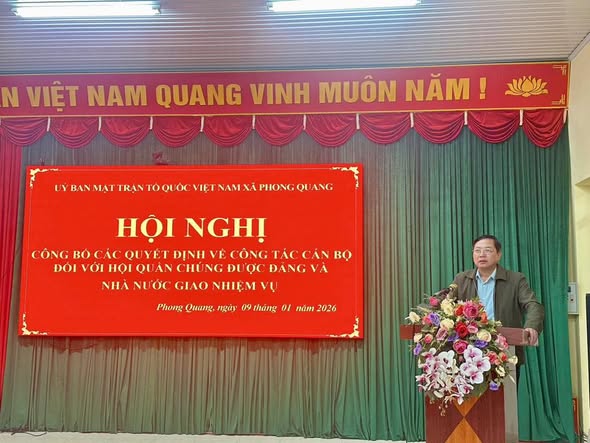 VIỆT NAM QUANG VINH MUÔN NĂM !
UỶ BAN MẶT TRẬN TỔ QUỐC VIỆT NAM XÃ PHONG QUANG
HỘI NGHỊ
CÔNG BỐ CÁC QUYẾT ĐỊNH VỀ CÔNG TÁC CÁN BỘ
ĐỐI VỚI HỘI QUẦN CHÚNG ĐƯỢC ĐẢNG VÀ
NHÀ NƯỚC GIAO NHIỆM VỤ
Phong Quang, ngày 09 tháng 01 năm 2026